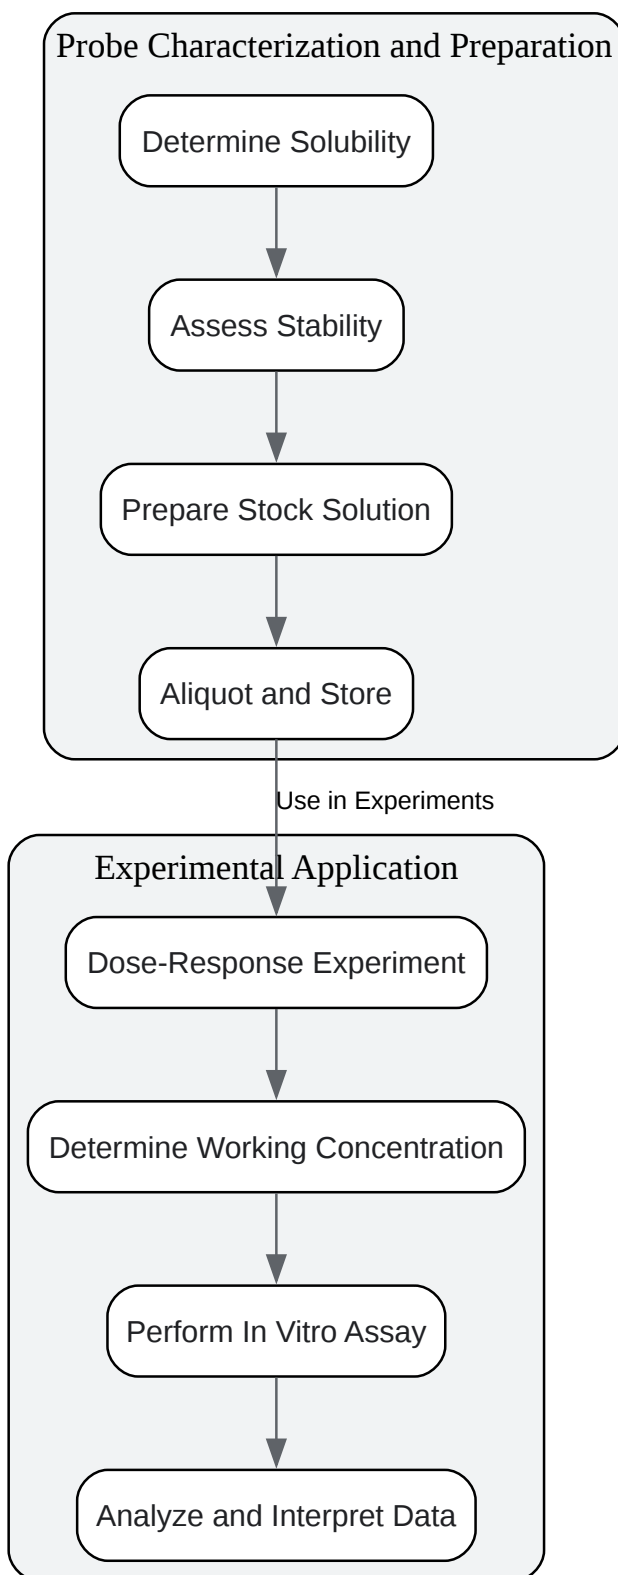 Probe Characterization and Preparation
Determine Solubility
Assess Stability
Prepare Stock Solution
Aliquot and Store
Use in Experiments
Experimental Application
Dose-Response Experiment
Determine Working Concentration
Perform In Vitro Assay
Analyze and Interpret Data